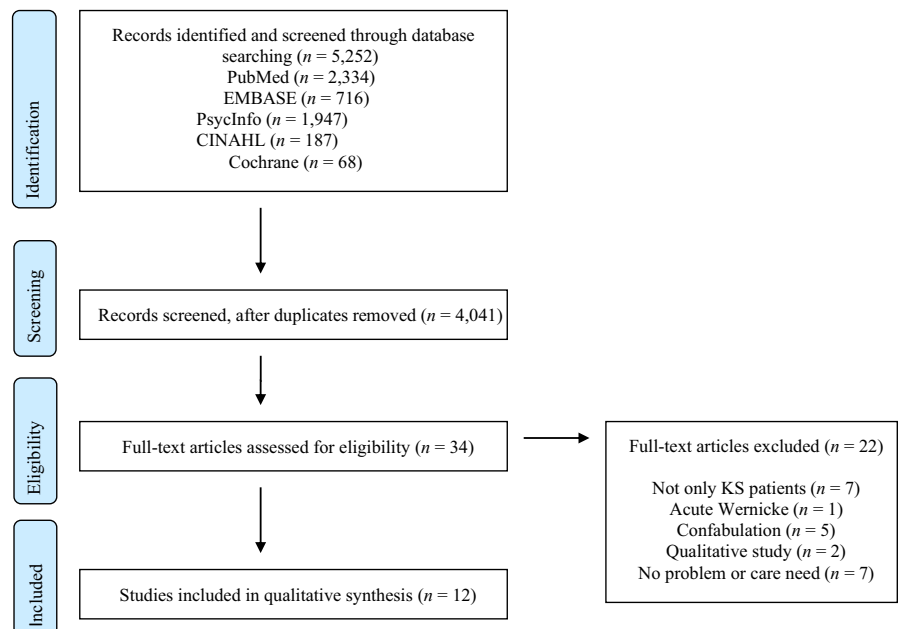 Identification
Records identified and screened through database
searching (n = 5,252)
PubMed (n = 2,334)
EMBASE (n = 716)
PsycInfo (n = 1,947)
CINAHL (n = 187)
Cochrane (n = 68)
Screening
Records screened, after duplicates removed (n = 4,041)
Eligibility
Full-text articles assessed for eligibility (n = 34)
Full-text articles excluded (n = 22)
Not only KS patients (n = 7)
Acute Wernicke (n = 1)
Confabulation (n = 5)
Qualitative study (n = 2)
No problem or care need (n = 7)
Included
Studies included in qualitative synthesis (n = 12)